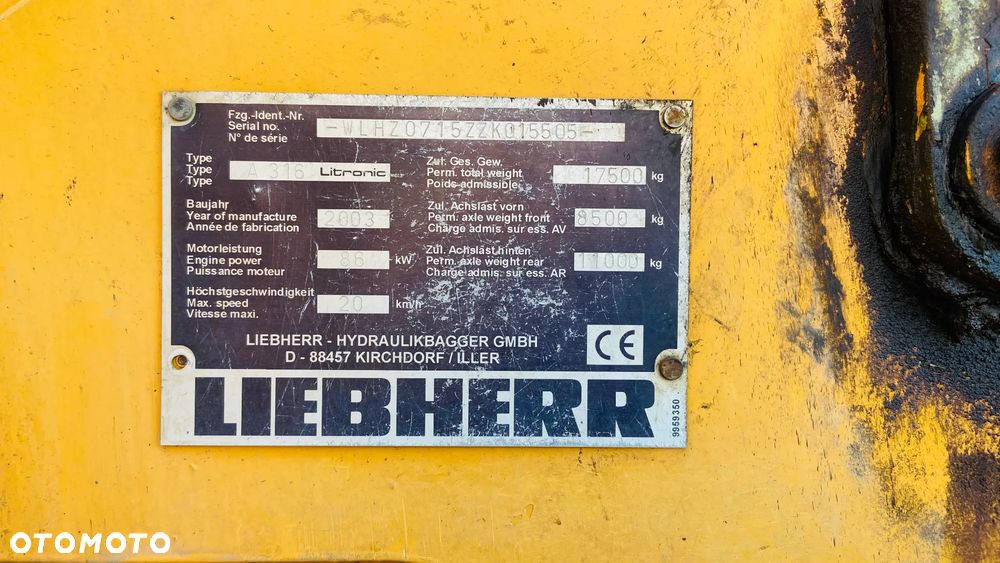 Fzg.-Ident.-Nr.
Serial no.
N° de série
-WLHZ0715ZZK015505-
Type
Type
Type
A 316 Litronic
Zul. Ges. Gew.
Perm. total weight
Poids admissible
17500 kg
Baujahr
Year of manufacture
Année de fabrication
2003
Zul. Achslast vorn
Perm. axle weight front
Charge admis. sur ess. AV
8500 kg
Motorleistung
Engine power
Puissance moteur
86 kW
Zul. Achslast hinten
Perm. axle weight rear
Charge admis. sur ess. AR
11000 kg
Höchstgeschwindigkeit
Max. speed
Vitesse maxi.
20 km/h
LIEBHERR - HYDRAULIKBAGGER GMBH
D - 88457 KIRCHDORF / ILLER
CE
LIEBHERR
9959350
OTOMOTO